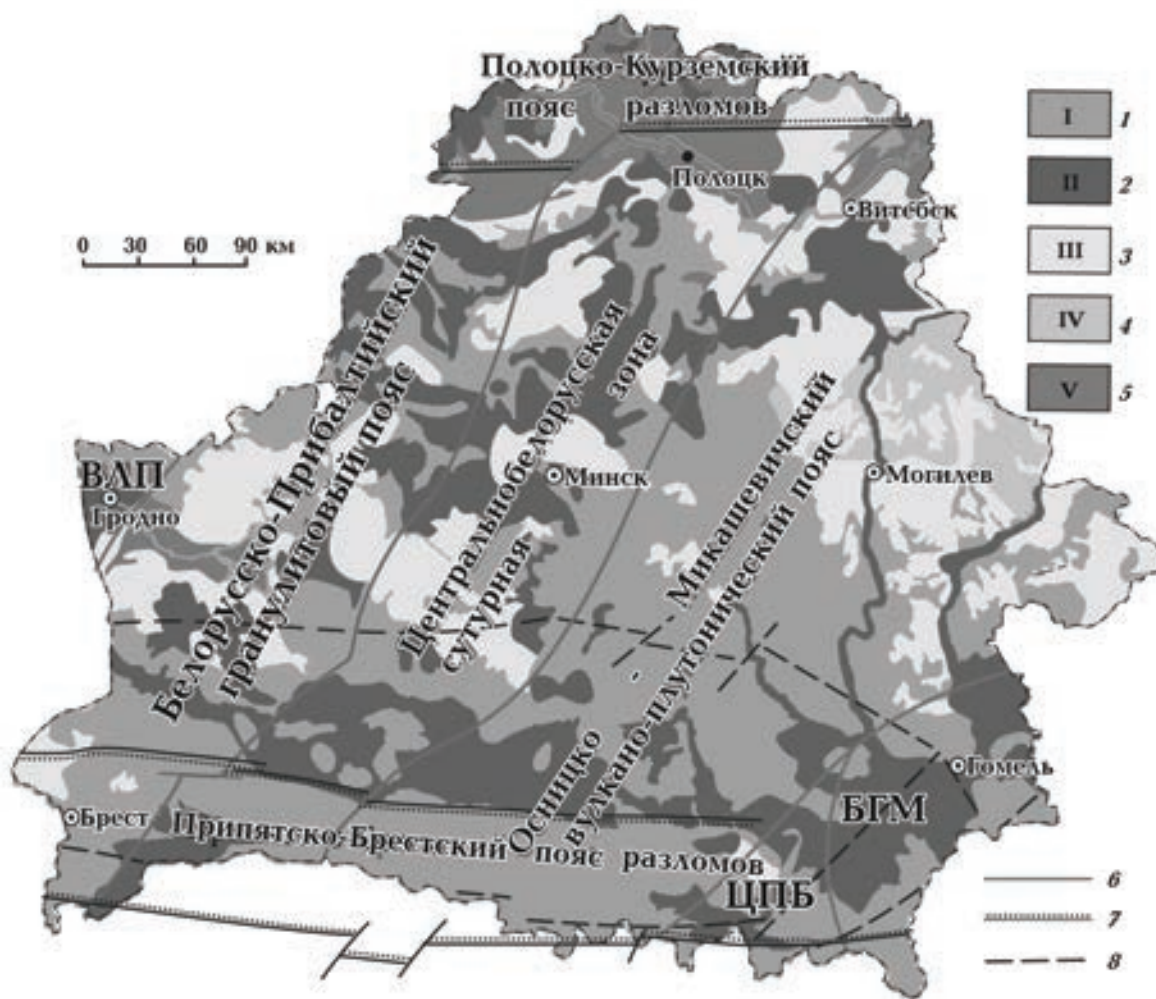 Полоцко-Курземский
пояс разломов
Полоцк
Витебск
0 30 60 90 км
I 1
II 2
III 3
IV 4
V 5
Белорусско-Прибалтийский
гранулитовый пояс
Центральнобелорусская
сутурная зона
Минск
Микашевичский
Осницко
вулкано-плутонический пояс
Могилев
ВЛП
Гродно
Гомель
БГМ
Брест
Припятско-Брестский пояс разломов
ЦПБ
6
7
8